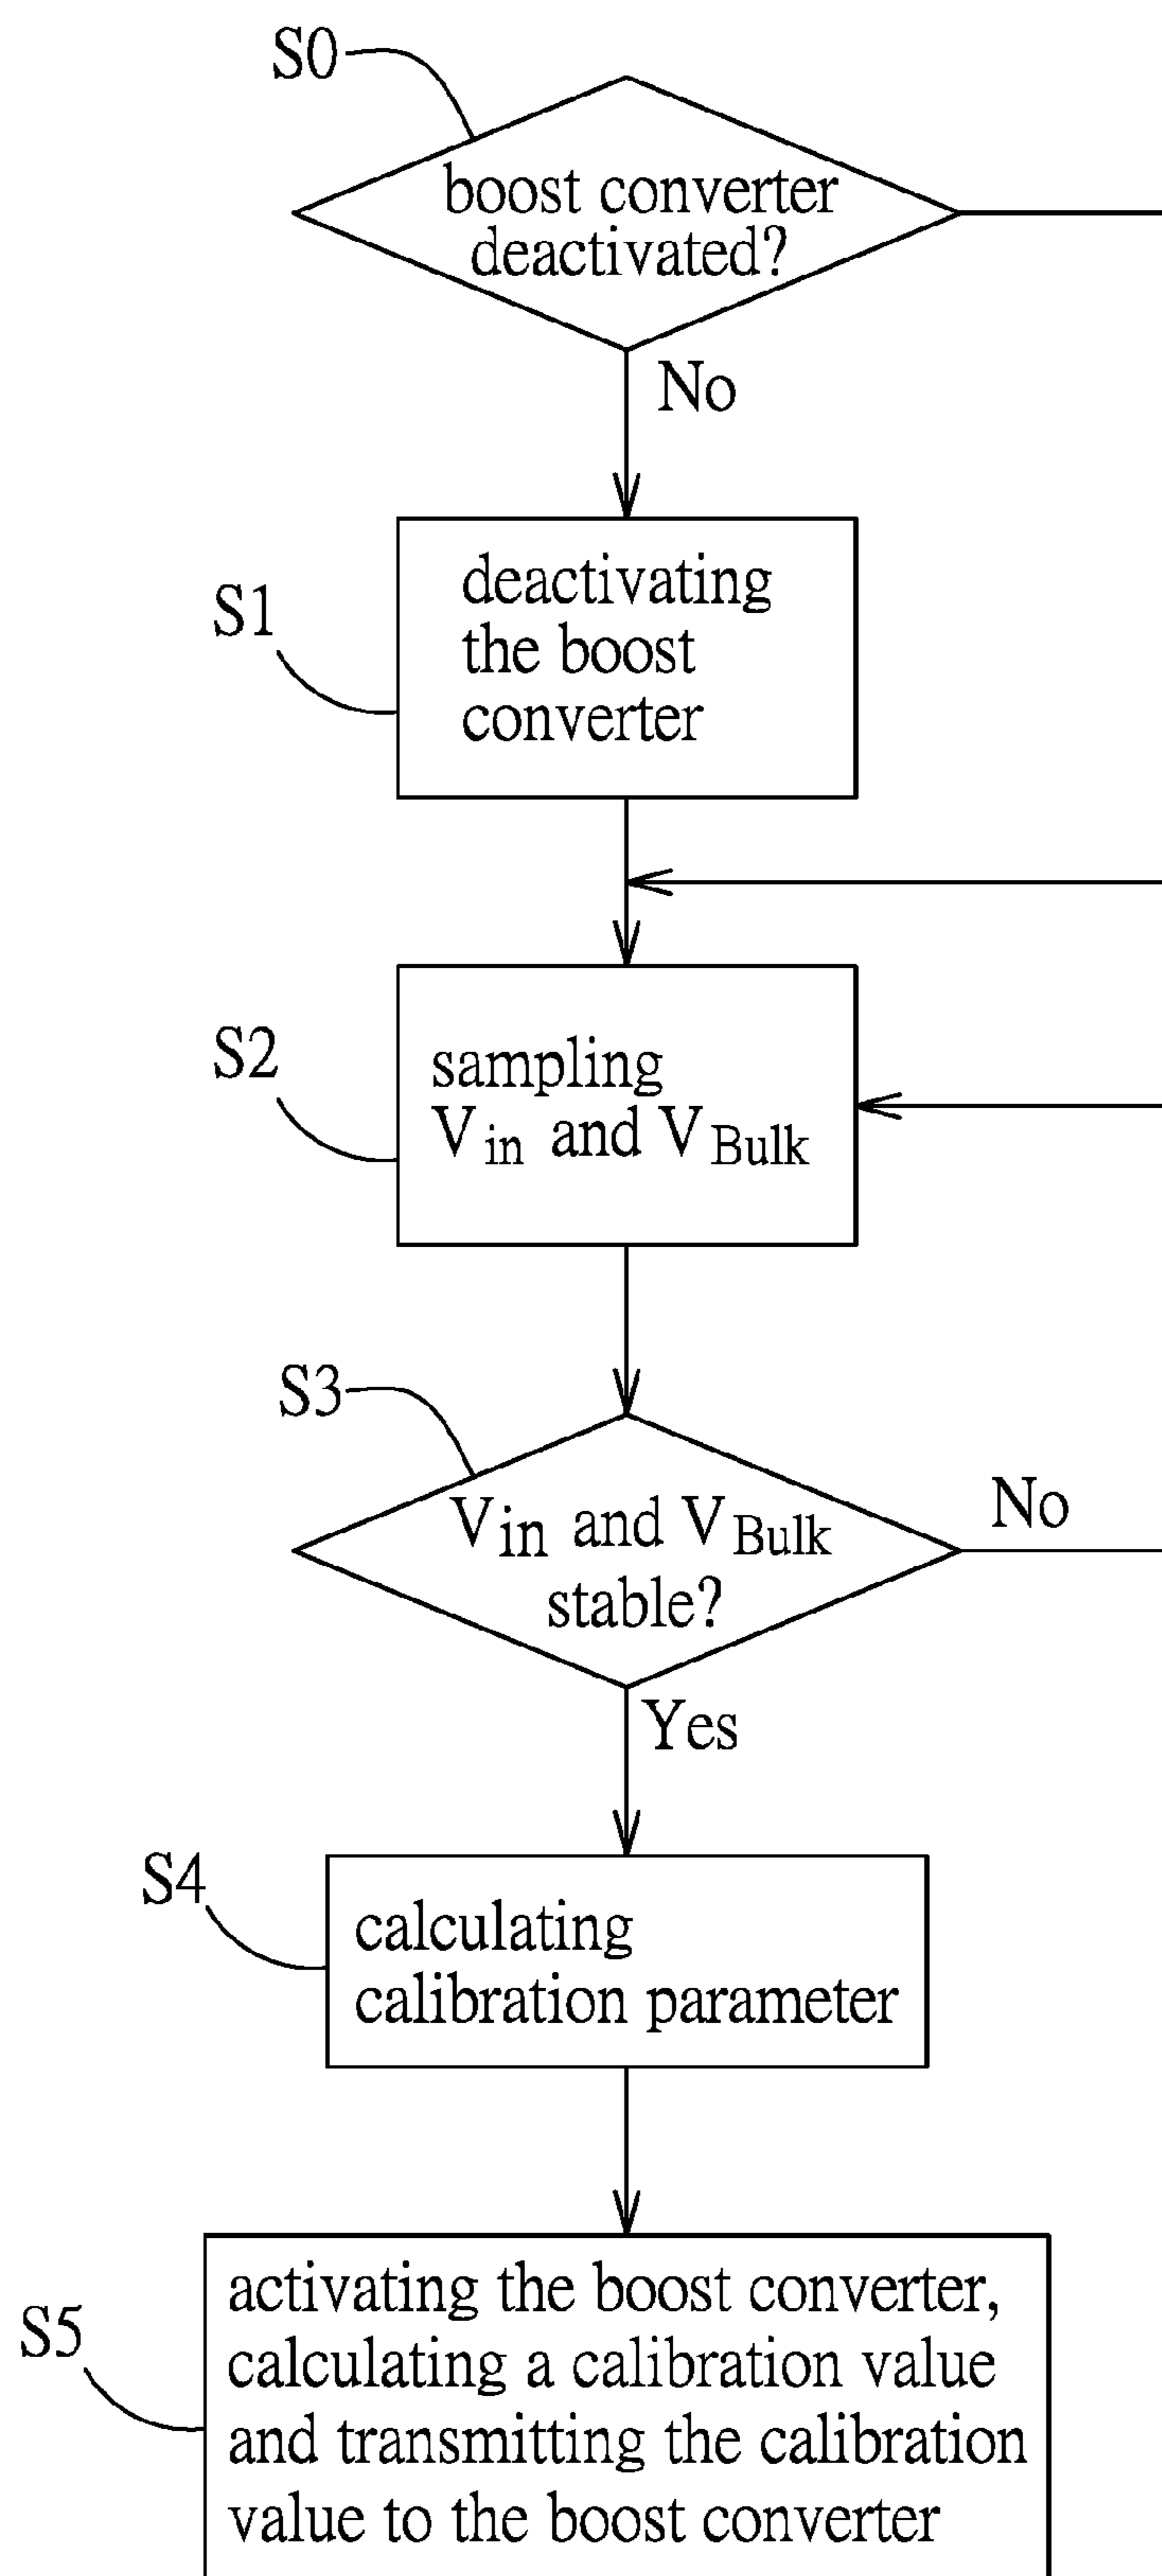 S0
boost converter
deactivated?
No
S1
deactivating
the boost
converter
S2
sampling
Vin and VBulk
S3
Vin and VBulk
stable?
No
Yes
S4
calculating
calibration parameter
S5
activating the boost converter,
calculating a calibration value
and transmitting the calibration
value to the boost converter